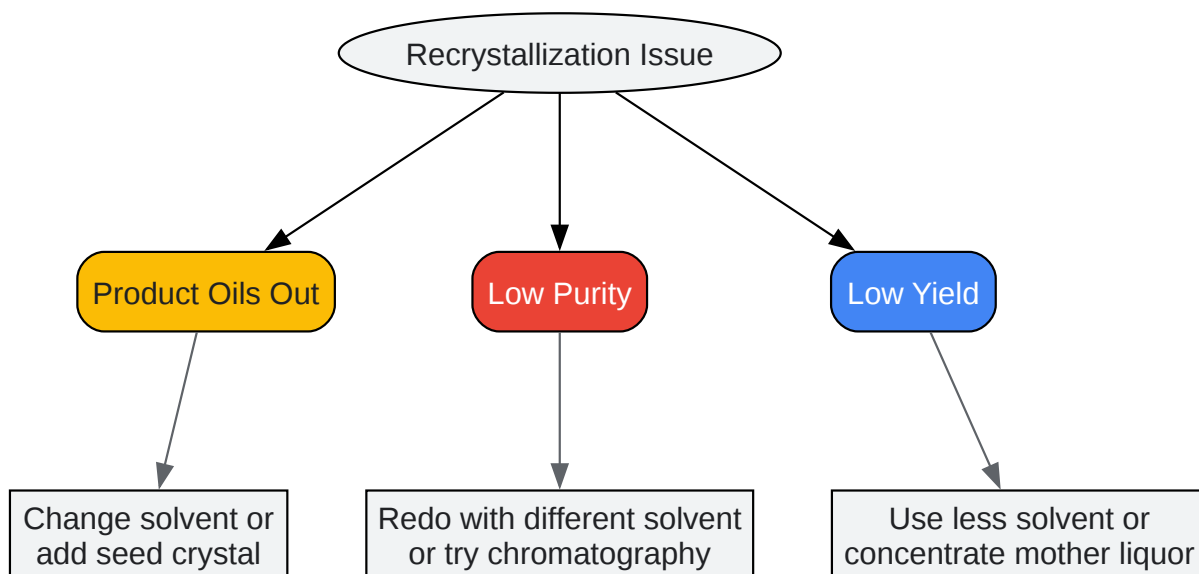 Recrystallization Issue
Product Oils Out
Low Purity
Low Yield
Change solvent or
add seed crystal
Redo with different solvent
or try chromatography
Use less solvent or
concentrate mother liquor